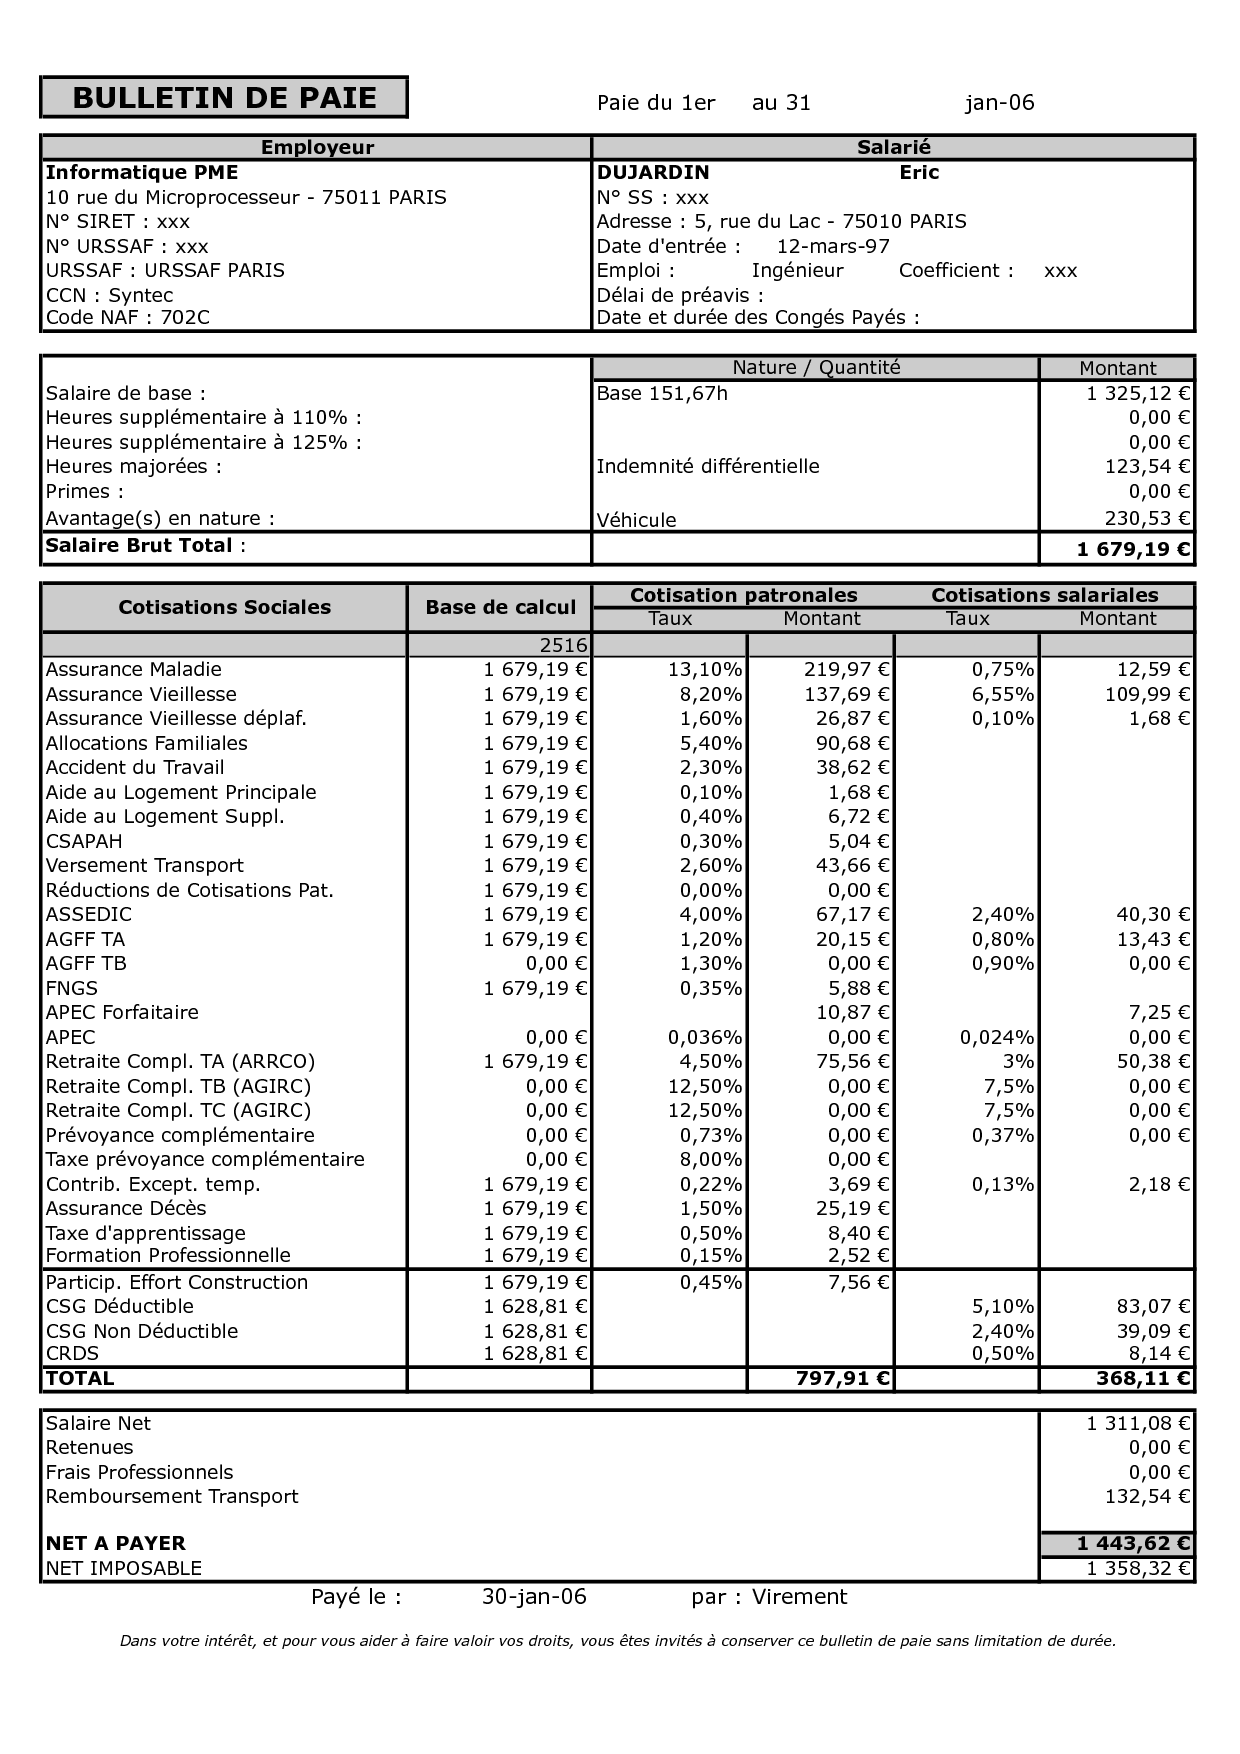 BULLETIN DE PAIE Paie du 1er au 31 jan-06
Employeur Salarié
Informatique PME DUJARDIN Eric
10 rue du Microprocesseur - 75011 PARIS N° SS : xxx
N° SIRET : xxx Adresse : 5, rue du Lac - 75010 PARIS
N° URSSAF : xxx Date d'entrée : 12-mars-97
URSSAF : URSSAF PARIS Emploi : Ingénieur Coefficient : xxx
CCN : Syntec Délai de préavis :
Code NAF : 702C Date et durée des Congés Payés :
Nature / Quantité Montant
Salaire de base : Base 151,67h 1 325,12 €
Heures supplémentaire à 110% : 0,00 €
Heures supplémentaire à 125% : 0,00 €
Heures majorées : Indemnité différentielle 123,54 €
Primes : 0,00 €
Avantage(s) en nature : Véhicule 230,53 €
Salaire Brut Total : 1 679,19 €
Cotisations Sociales Base de calcul Cotisation patronales Cotisations salariales
Taux Montant Taux Montant
2516
Assurance Maladie 1 679,19 € 13,10% 219,97 € 0,75% 12,59 €
Assurance Vieillesse 1 679,19 € 8,20% 137,69 € 6,55% 109,99 €
Assurance Vieillesse déplaf. 1 679,19 € 1,60% 26,87 € 0,10% 1,68 €
Allocations Familiales 1 679,19 € 5,40% 90,68 €
Accident du Travail 1 679,19 € 2,30% 38,62 €
Aide au Logement Principale 1 679,19 € 0,10% 1,68 €
Aide au Logement Suppl. 1 679,19 € 0,40% 6,72 €
CSAPAH 1 679,19 € 0,30% 5,04 €
Versement Transport 1 679,19 € 2,60% 43,66 €
Réductions de Cotisations Pat. 1 679,19 € 0,00% 0,00 €
ASSEDIC 1 679,19 € 4,00% 67,17 € 2,40% 40,30 €
AGFF TA 1 679,19 € 1,20% 20,15 € 0,80% 13,43 €
AGFF TB 0,00 € 1,30% 0,00 € 0,90% 0,00 €
FNGS 1 679,19 € 0,35% 5,88 €
APEC Forfaitaire 10,87 € 7,25 €
APEC 0,00 € 0,036% 0,00 € 0,024% 0,00 €
Retraite Compl. TA (ARRCO) 1 679,19 € 4,50% 75,56 € 3% 50,38 €
Retraite Compl. TB (AGIRC) 0,00 € 12,50% 0,00 € 7,5% 0,00 €
Retraite Compl. TC (AGIRC) 0,00 € 12,50% 0,00 € 7,5% 0,00 €
Prévoyance complémentaire 0,00 € 0,73% 0,00 € 0,37% 0,00 €
Taxe prévoyance complémentaire 0,00 € 8,00% 0,00 €
Contrib. Except. temp. 1 679,19 € 0,22% 3,69 € 0,13% 2,18 €
Assurance Décès 1 679,19 € 1,50% 25,19 €
Taxe d'apprentissage 1 679,19 € 0,50% 8,40 €
Formation Professionnelle 1 679,19 € 0,15% 2,52 €
Particip. Effort Construction 1 679,19 € 0,45% 7,56 €
CSG Déductible 1 628,81 € 5,10% 83,07 €
CSG Non Déductible 1 628,81 € 2,40% 39,09 €
CRDS 1 628,81 € 0,50% 8,14 €
TOTAL 797,91 € 368,11 €
Salaire Net 1 311,08 €
Retenues 0,00 €
Frais Professionnels 0,00 €
Remboursement Transport 132,54 €
NET A PAYER 1 443,62 €
NET IMPOSABLE 1 358,32 €
Payé le : 30-jan-06 par : Virement
Dans votre intérêt, et pour vous aider à faire valoir vos droits, vous êtes invités à conserver ce bulletin de paie sans limitation de durée.